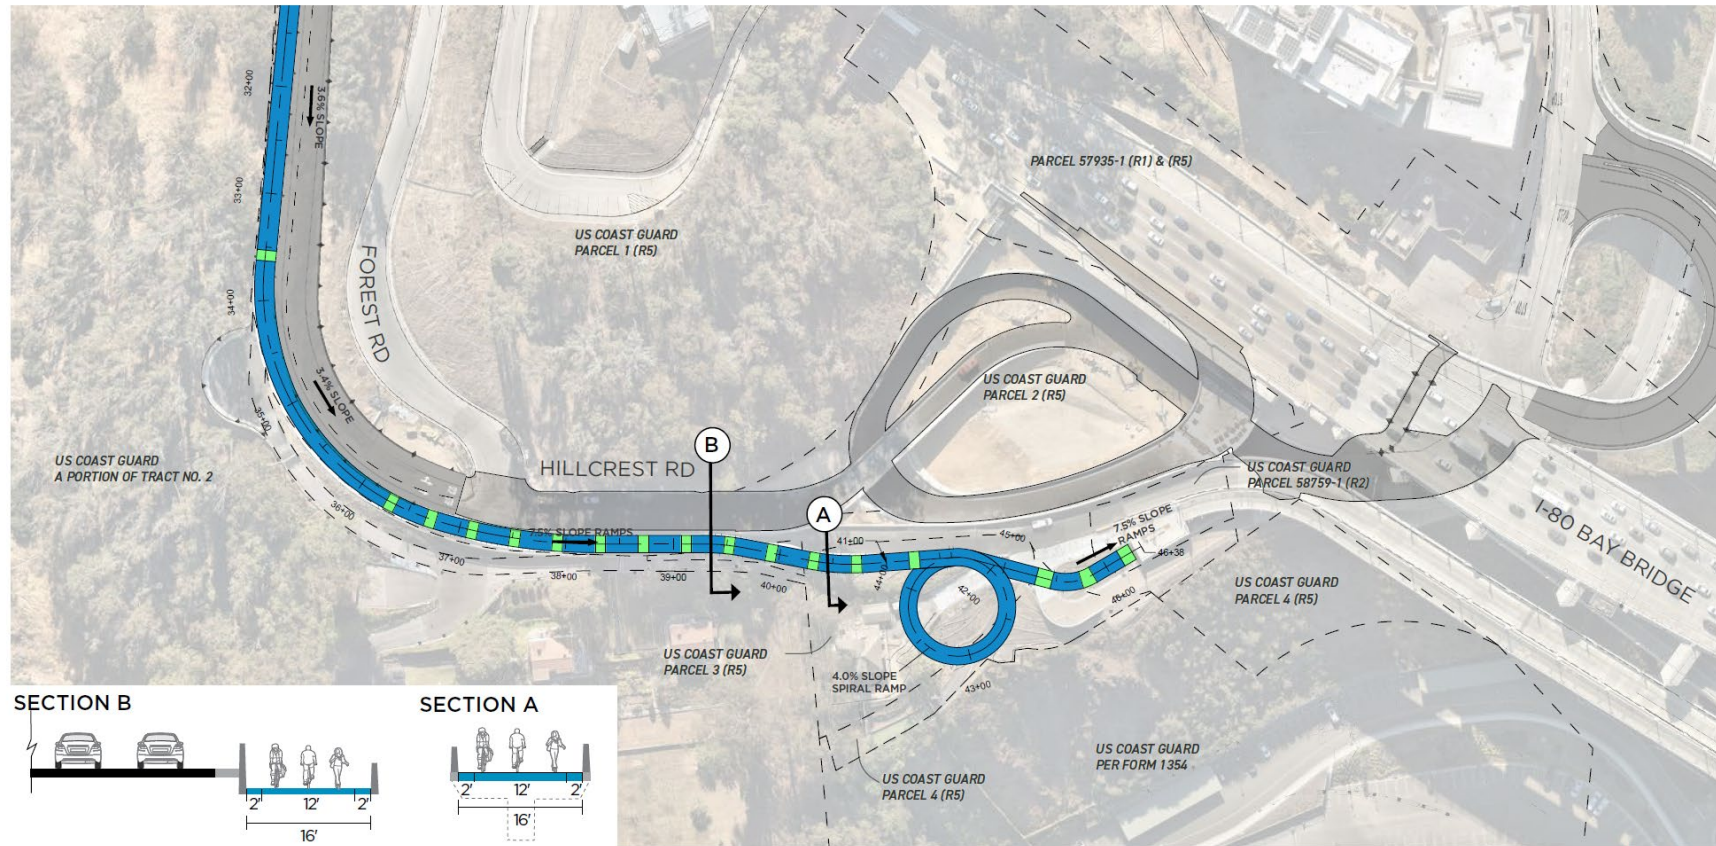 32+00
3.6% SLOPE
33+00
PARCEL 57935-1 (R1) & (R5)
US COAST GUARD
PARCEL 1 (R5)
FOREST RD
34+00
3.4% SLOPE
35+00
US COAST GUARD
PARCEL 2 (R5)
US COAST GUARD
A PORTION OF TRACT NO. 2
HILLCREST RD
B
A
US COAST GUARD
PARCEL 58759-1 (R2)
I-80 BAY BRIDGE
36+00
37+00
7.5% SLOPE RAMPS
38+00
39+00
40+00
41+00
44+00
42+00
45+00
7.5% SLOPE
RAMPS
46+38
46+00
43+00
US COAST GUARD
PARCEL 4 (R5)
US COAST GUARD
PARCEL 3 (R5)
4.0% SLOPE
SPIRAL RAMP
US COAST GUARD
PER FORM 1354
US COAST GUARD
PARCEL 4 (R5)
SECTION B
2' 12' 2'
16'
SECTION A
2' 12' 2'
16'